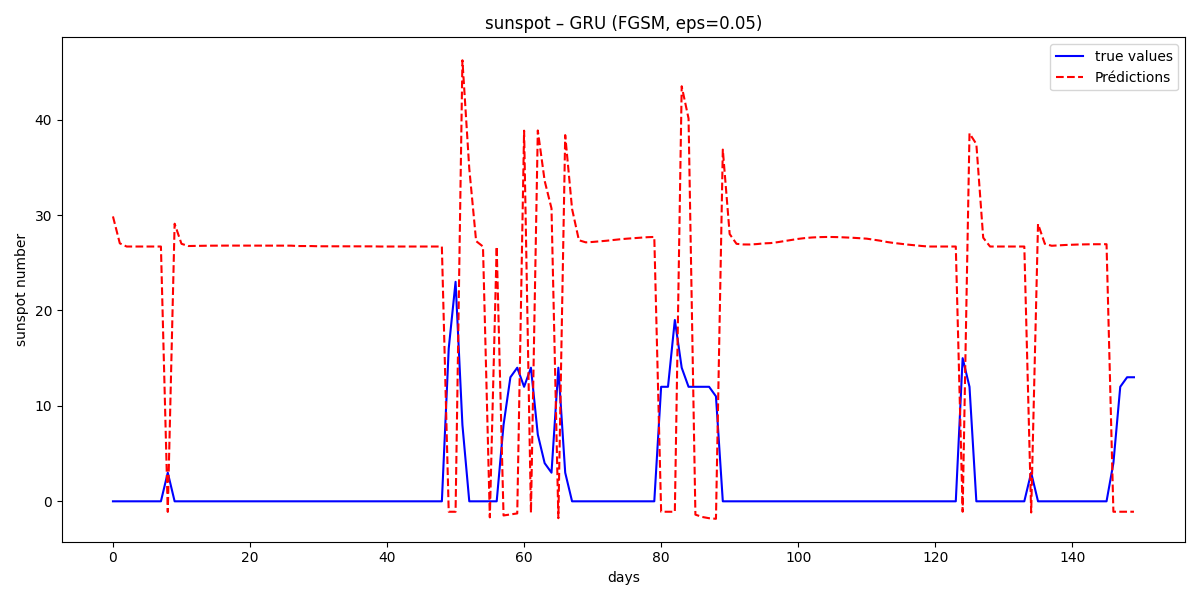 sunspot – GRU (FGSM, eps=0.05)
true values
Prédictions
sunspot number
40
30
20
10
0
0 20 40 60 80 100 120 140
days